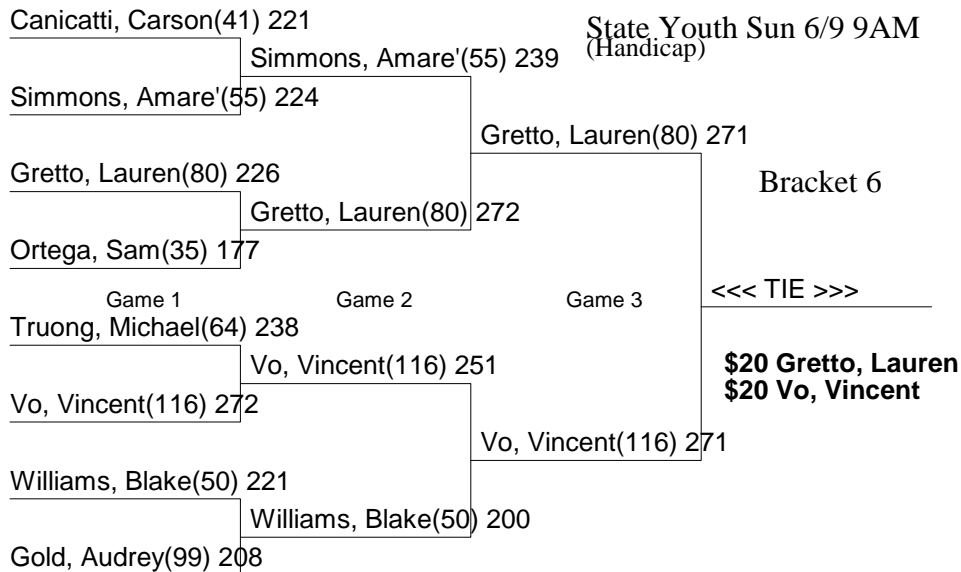 Canicatti, Carson(41) 221
State Youth Sun 6/9 9AM
(Handicap)
Simmons, Amare'(55) 239
Simmons, Amare'(55) 224
Gretto, Lauren(80) 271
Gretto, Lauren(80) 226
Bracket 6
Gretto, Lauren(80) 272
Ortega, Sam(35) 177
Game 1 Game 2 Game 3
<<< TIE >>>
Truong, Michael(64) 238
Vo, Vincent(116) 251
$20 Gretto, Lauren
$20 Vo, Vincent
Vo, Vincent(116) 272
Vo, Vincent(116) 271
Williams, Blake(50) 221
Williams, Blake(50) 200
Gold, Audrey(99) 208